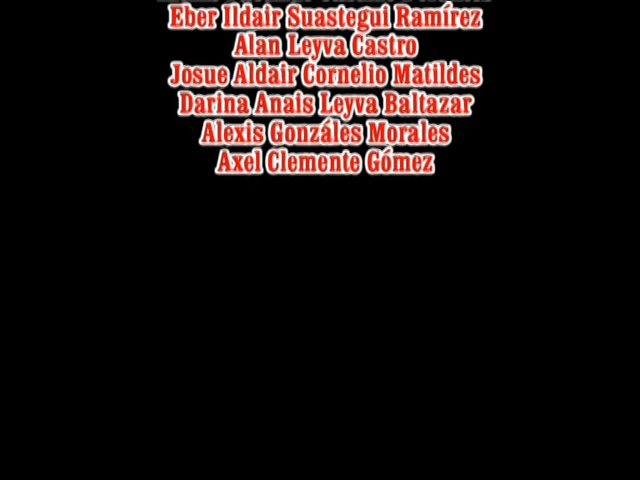 Eber Ildair Suastegui Ramírez
Alan Leyva Castro
Josue Aldair Cornelio Matildes
Darina Anais Leyva Baltazar
Alexis Gonzáles Morales
Axel Clemente Gómez